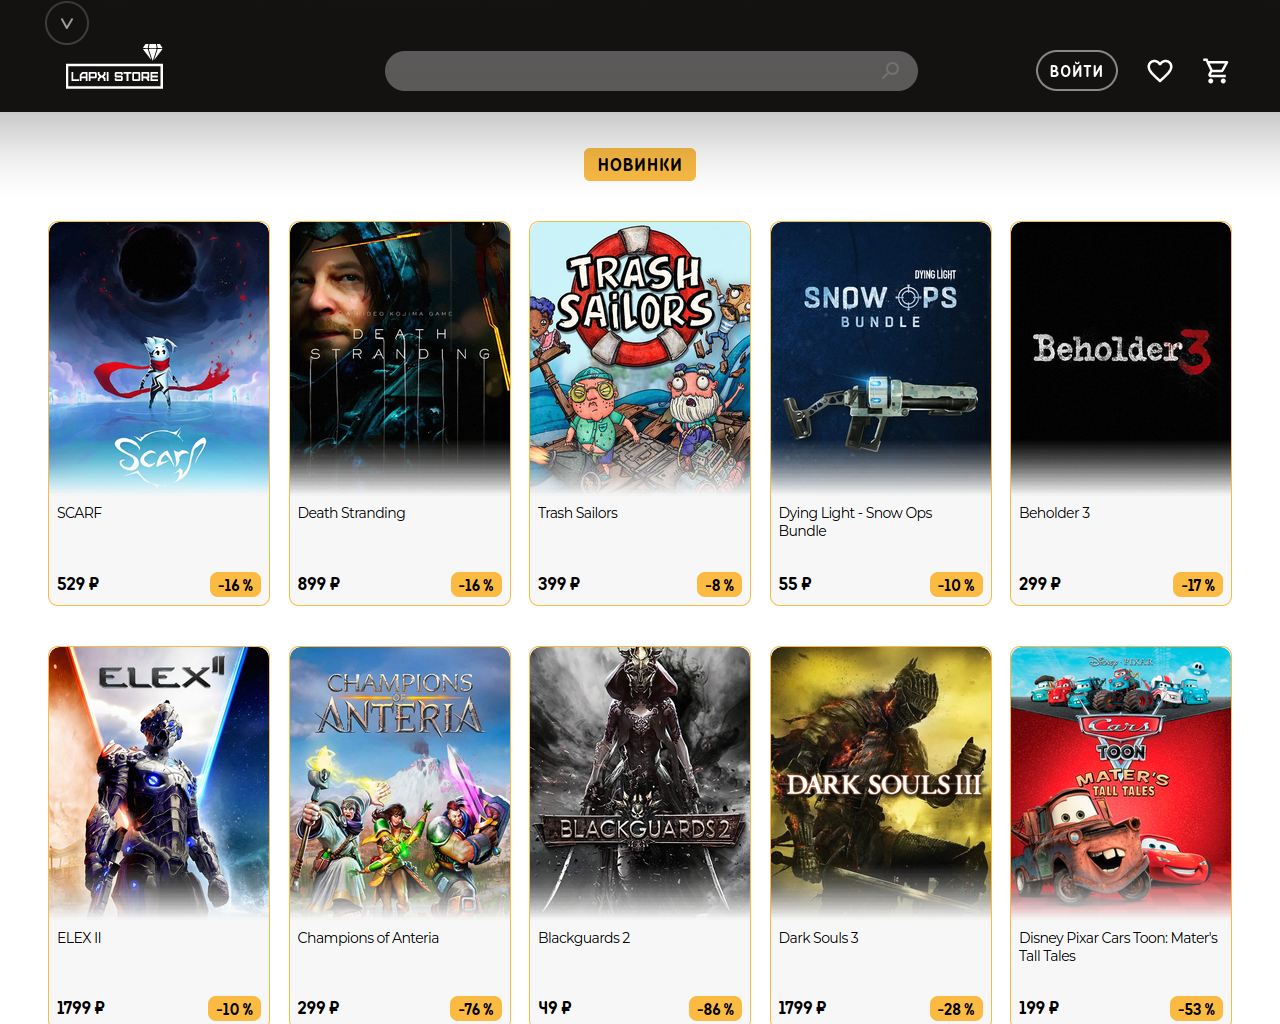 LAPXI STORE
ВОЙТИ
НОВИНКИ
Scarf
A HIDEO KOJIMA GAME
DEATH
STRANDING
TRASH
SAILORS
DYING LIGHT
SNOW OPS
BUNDLE
Beholder 3
SCARF
Death Stranding
Trash Sailors
Dying Light - Snow Ops
Bundle
Beholder 3
529 ₽
-16 %
899 ₽
-16 %
399 ₽
-8 %
55 ₽
-10 %
299 ₽
-17 %
ELEX II
CHAMPIONS
OF
ANTERIA
BLACKGUARDS 2
DARK SOULS III
Disney · PIXAR
Cars
TOON
MATER'S
TALL TALES
ELEX II
Champions of Anteria
Blackguards 2
Dark Souls 3
Disney Pixar Cars Toon: Mater's
Tall Tales
1799 ₽
-10 %
299 ₽
-76 %
49 ₽
-86 %
1799 ₽
-28 %
199 ₽
-53 %